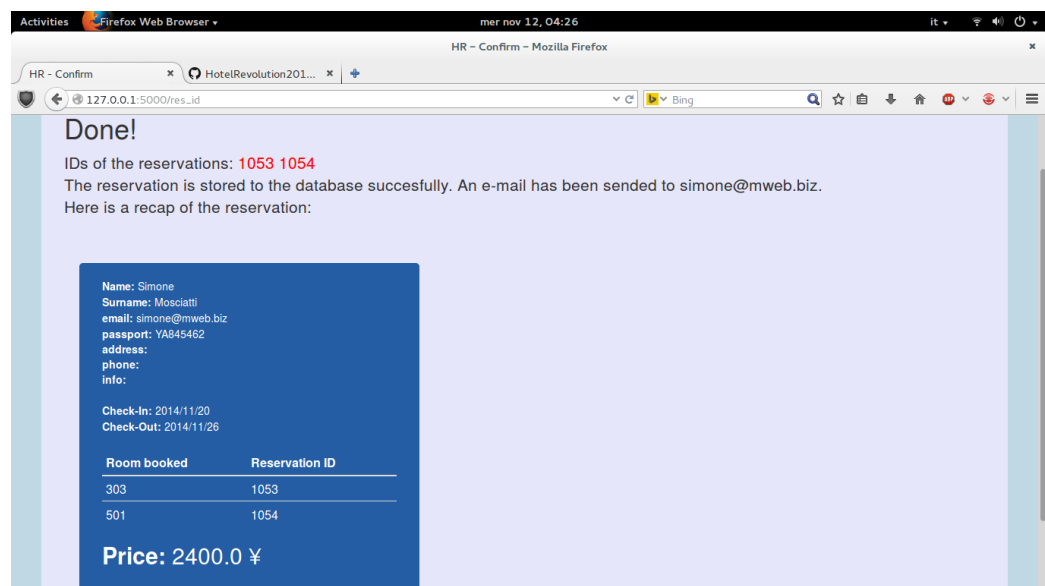 Activities Firefox Web Browser mer nov 12, 04:26 it
HR - Confirm - Mozilla Firefox
HR - Confirm HotelRevolution201...
127.0.0.1:5000/res_id Bing
Done!
IDs of the reservations: 1053 1054
The reservation is stored to the database succesfully. An e-mail has been sended to simone@mweb.biz.
Here is a recap of the reservation:
Name: Simone
Surname: Mosciatti
email: simone@mweb.biz
passport: YA845462
address:
phone:
info:
Check-In: 2014/11/20
Check-Out: 2014/11/26
Room booked Reservation ID
303 1053
501 1054
Price: 2400.0 ¥